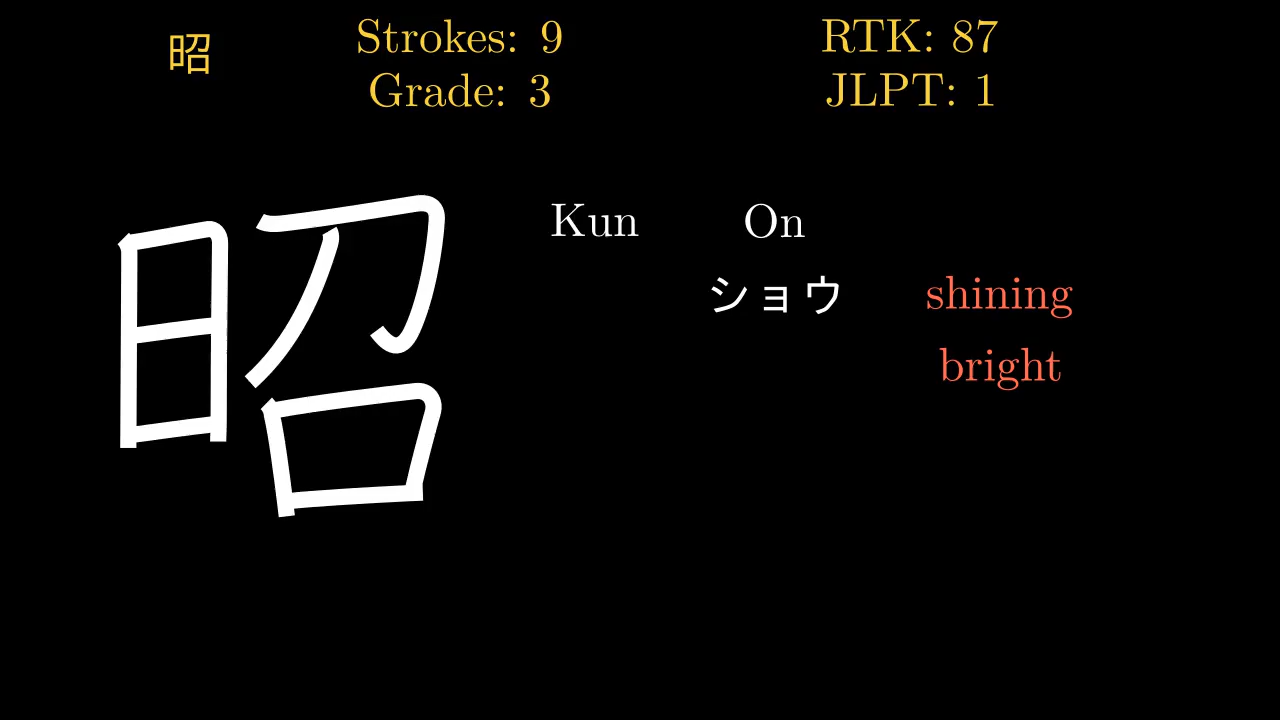 昭
Strokes: 9
Grade: 3
RTK: 87
JLPT: 1
昭
Kun
On
ショウ
shining
bright